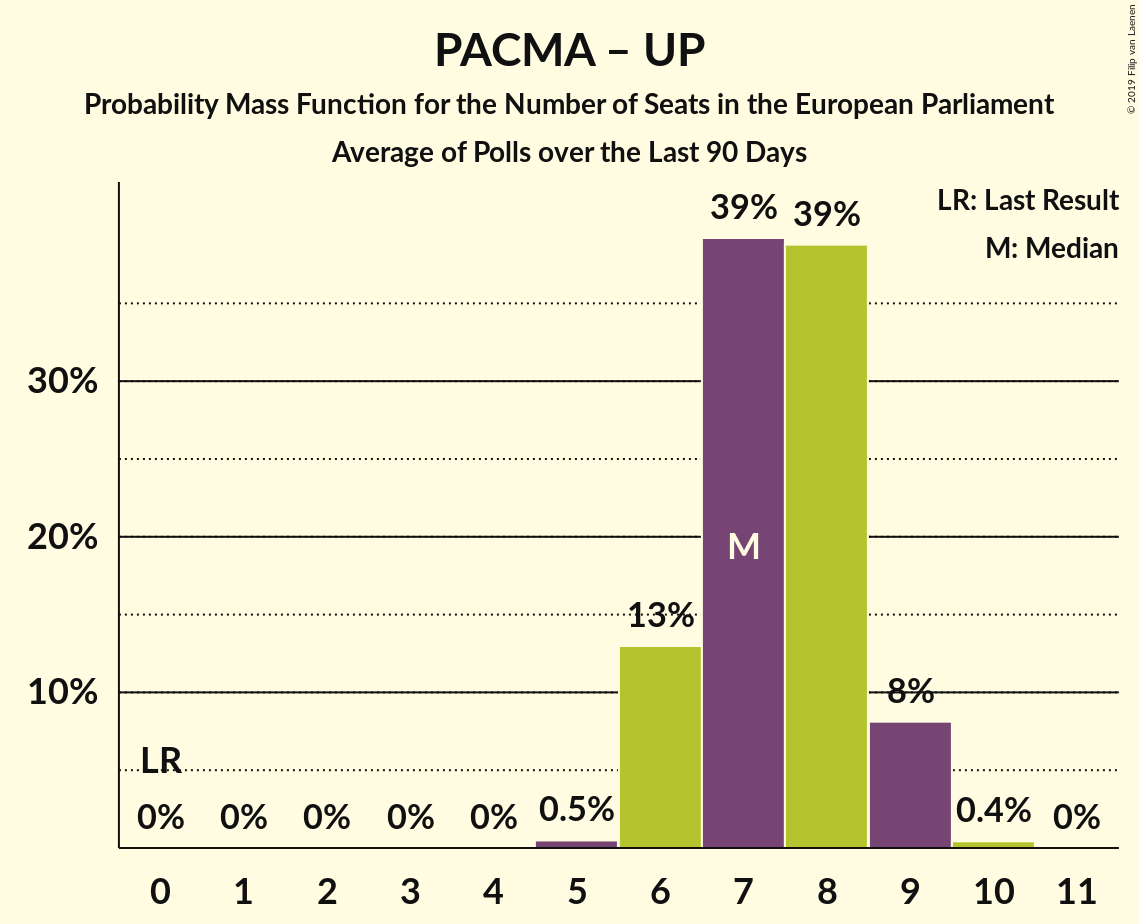 PACMA – UP
Probability Mass Function for the Number of Seats in the European Parliament
Average of Polls over the Last 90 Days
© 2019 Filip van Laenen
LR: Last Result
M: Median
39% 39%
30%
20%
M
13%
10%
8%
LR
0% 0% 0% 0% 0% 0.5% 0.4% 0%
0 1 2 3 4 5 6 7 8 9 10 11